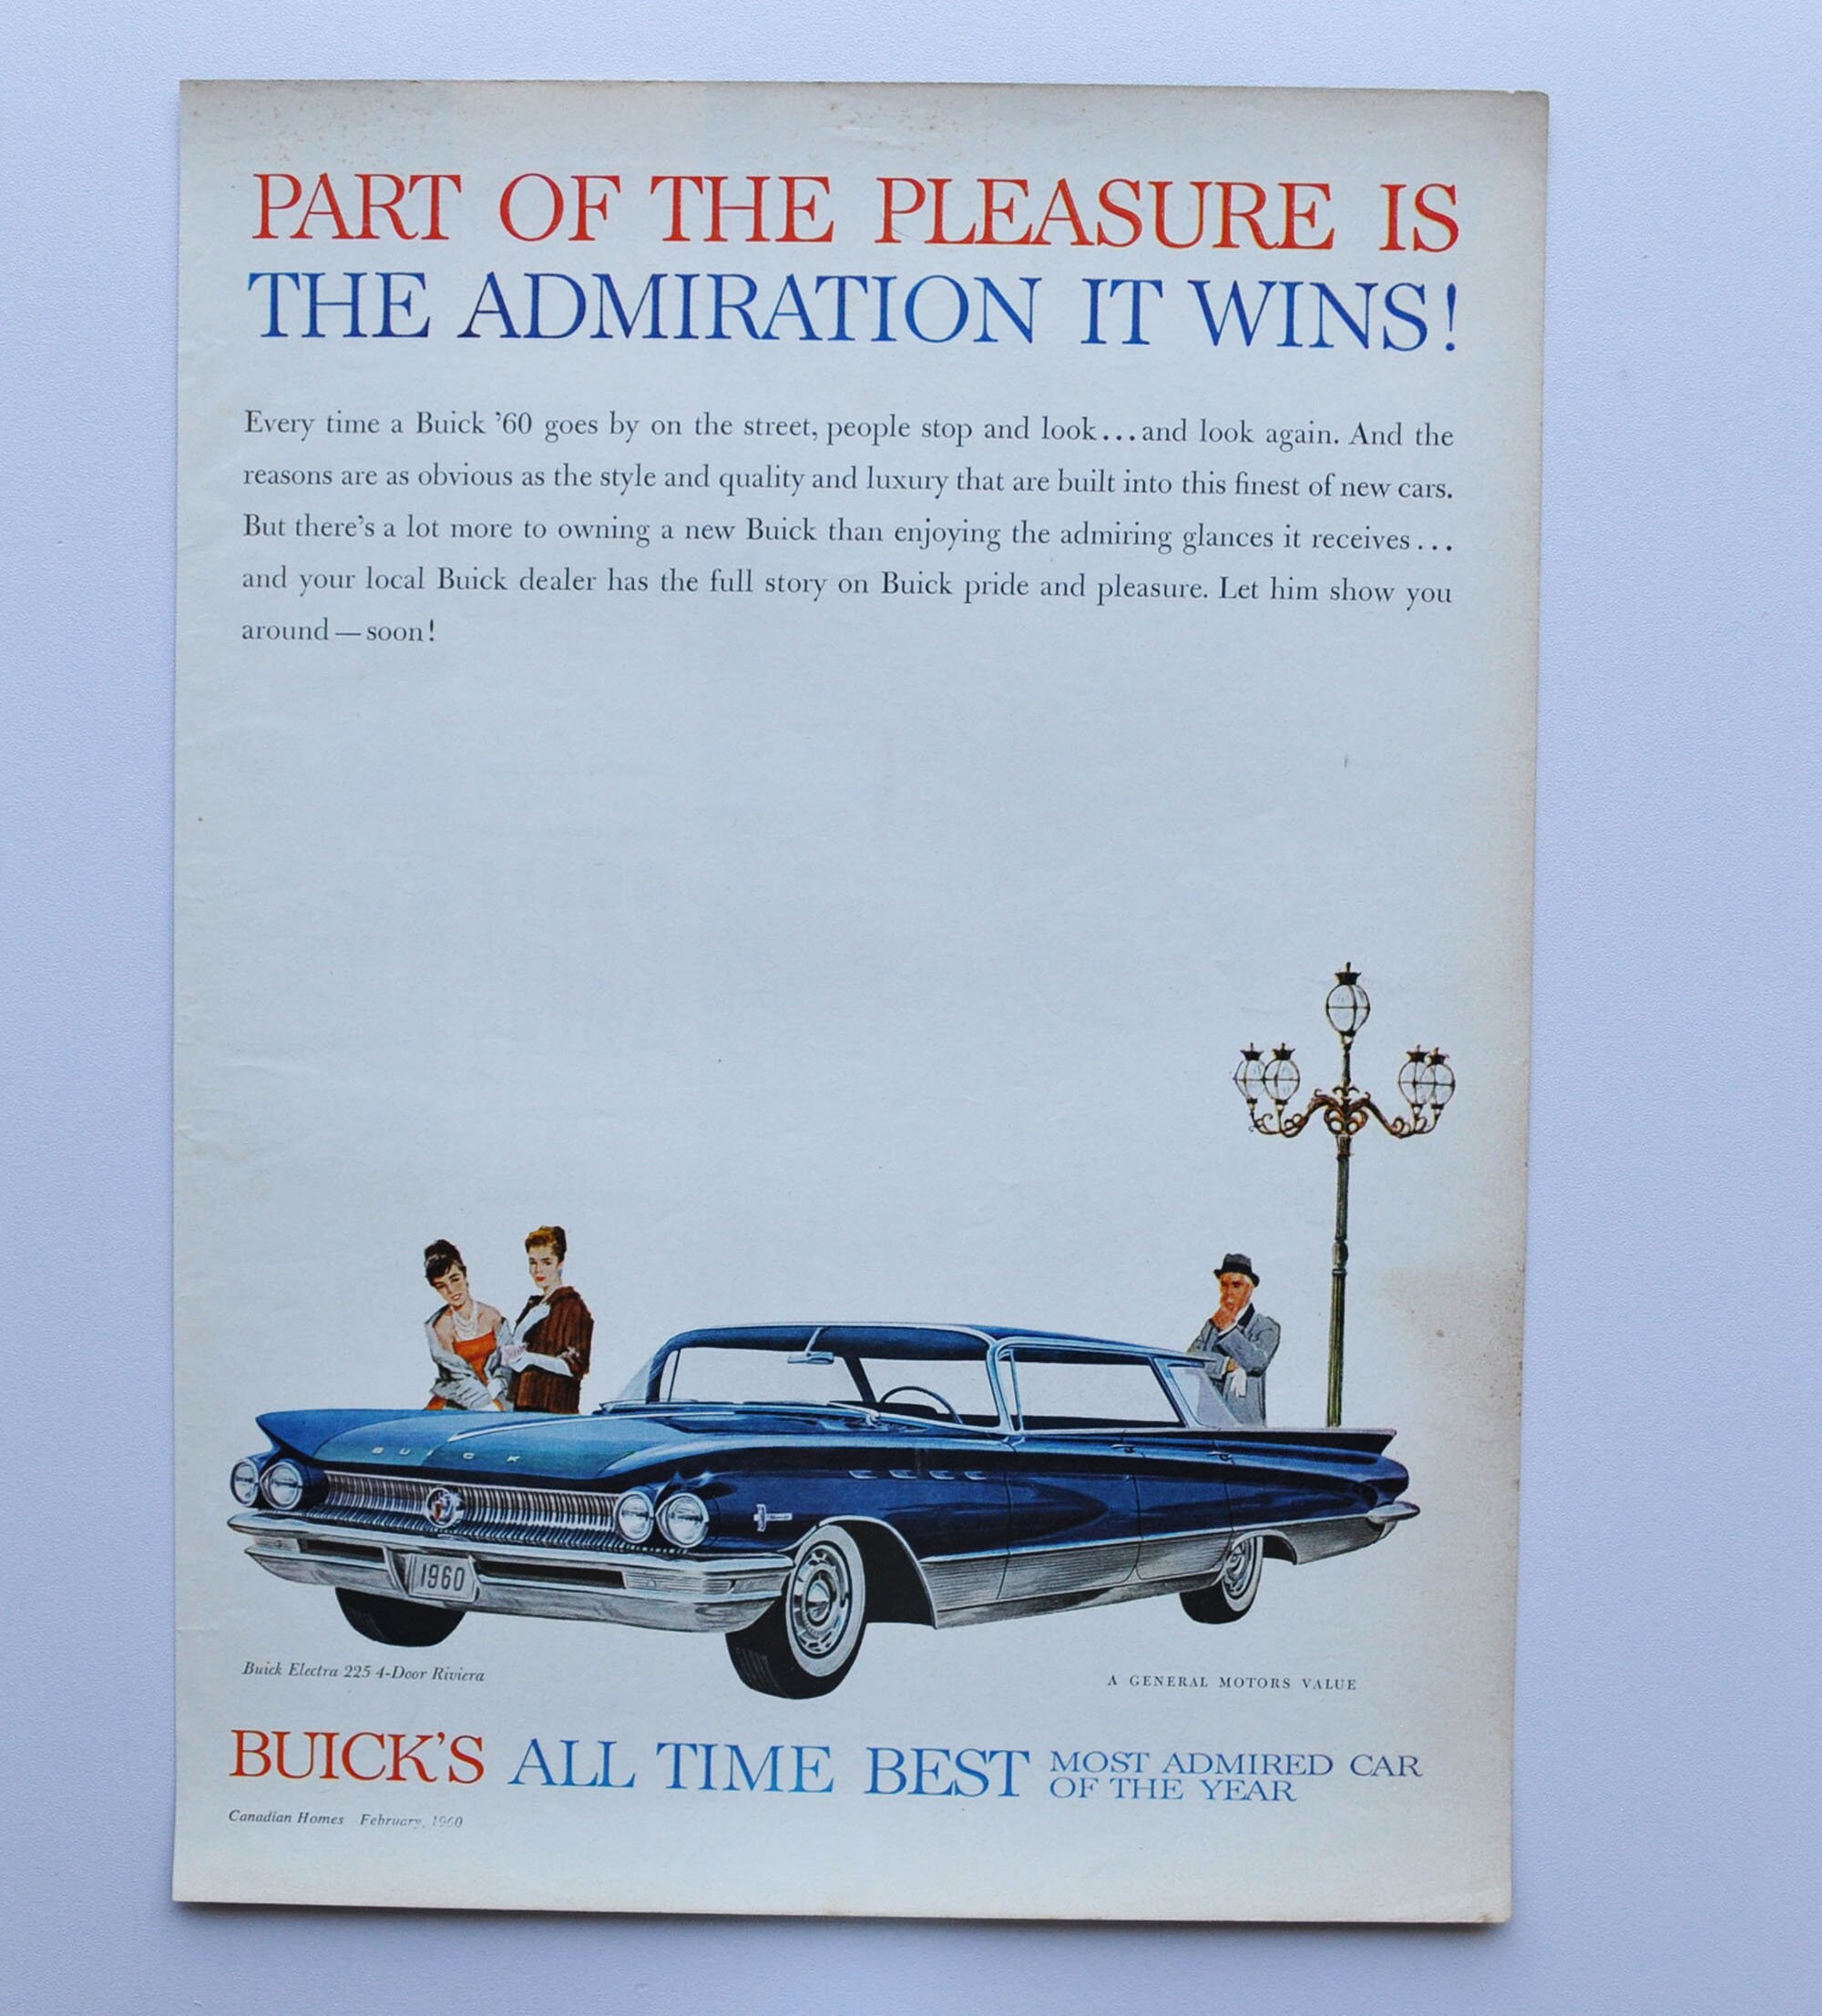 PART OF THE PLEASURE IS
THE ADMIRATION IT WINS!
Every time a Buick ’60 goes by on the street, people stop and look...and look again. And the
reasons are as obvious as the style and quality and luxury that are built into this finest of new cars.
But there’s a lot more to owning a new Buick than enjoying the admiring glances it receives...
and your local Buick dealer has the full story on Buick pride and pleasure. Let him show you
around — soon!
BUICK
1960
Buick Electra 225 4-Door Riviera
A GENERAL MOTORS VALUE
BUICK’S ALL TIME BEST MOST ADMIRED CAR
OF THE YEAR
Canadian Homes February, 1960